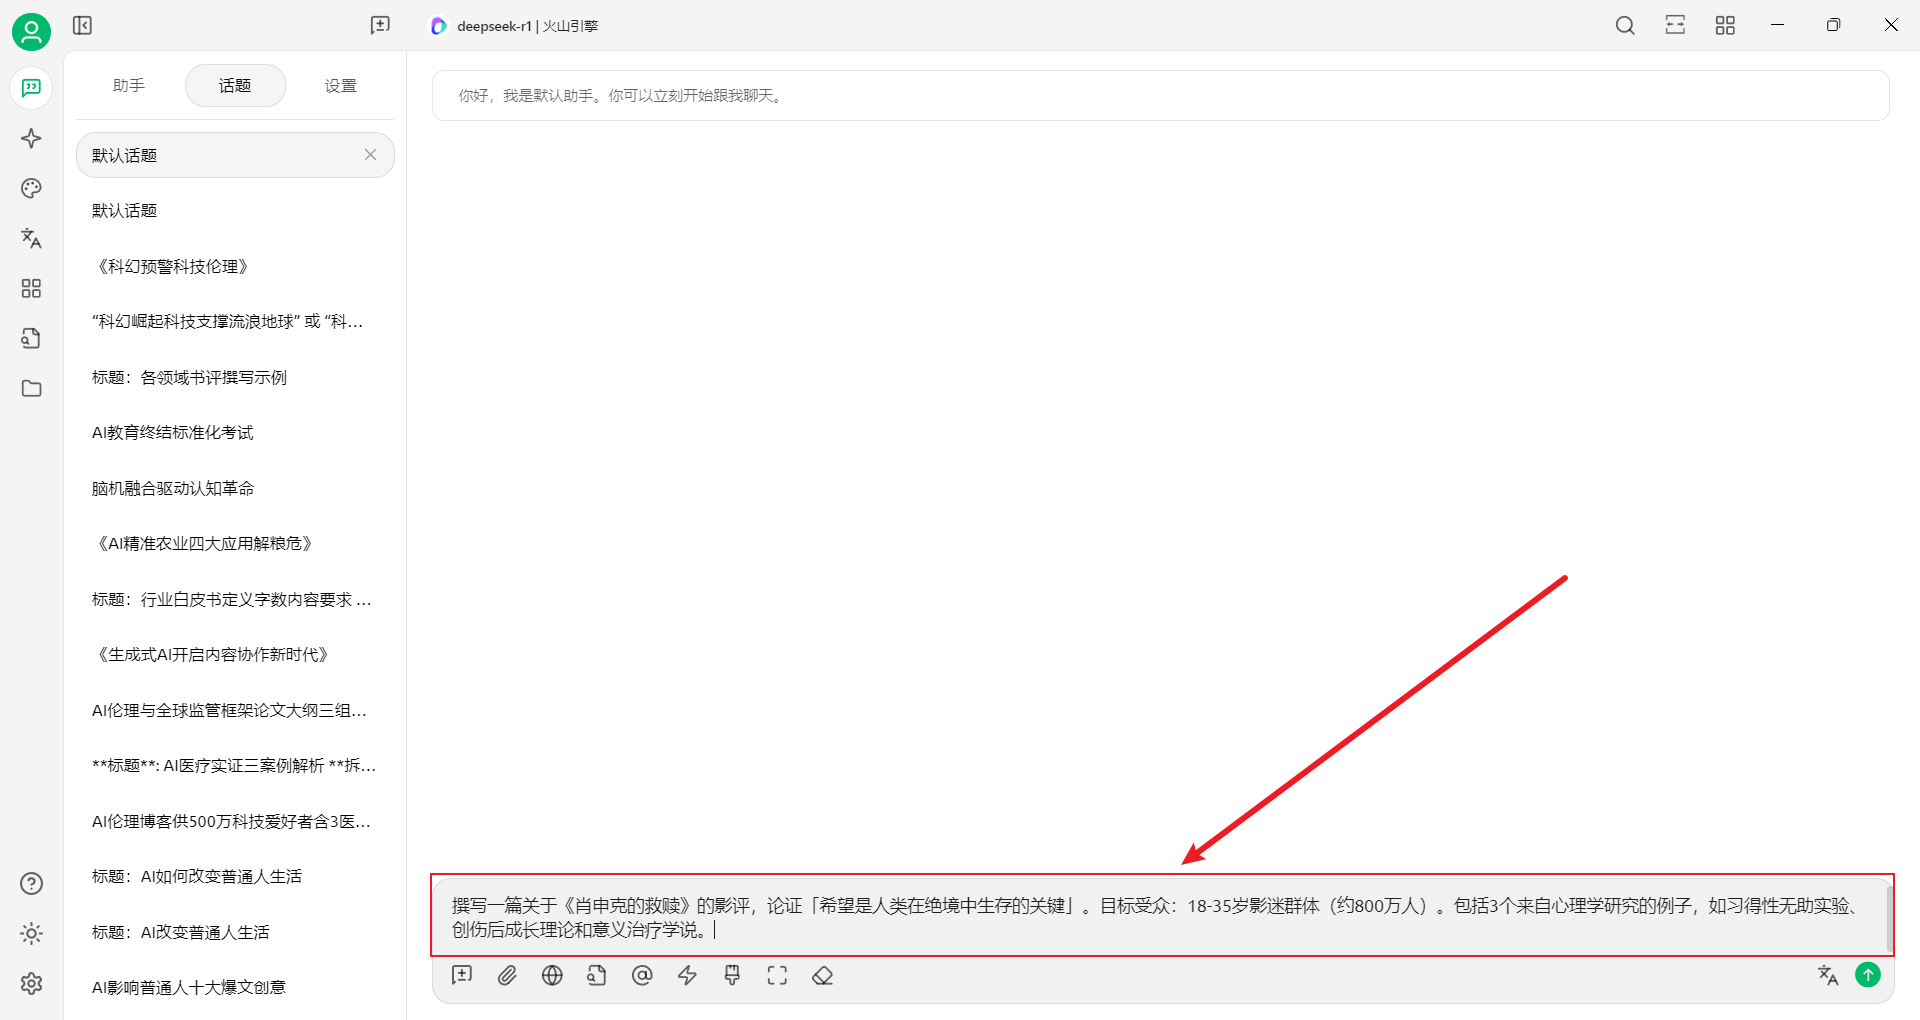 deepseek-r1 | 火山引擎
助手
话题
设置
默认话题
默认话题
《科幻预警科技伦理》
“科幻崛起科技支撑流浪地球” 或 “科...
标题：各领域书评撰写示例
AI教育终结标准化考试
脑机融合驱动认知革命
《AI精准农业四大应用解粮危》
标题：行业白皮书定义字数内容要求 ...
《生成式AI开启内容协作新时代》
AI伦理与全球监管框架论文大纲三组...
**标题**: AI医疗实证三案例解析 **拆...
AI伦理博客供500万科技爱好者含3医...
标题：AI如何改变普通人生活
标题：AI改变普通人生活
AI影响普通人十大爆文创意
你好，我是默认助手。你可以立刻开始跟我聊天。
撰写一篇关于《肖申克的救赎》的影评，论证「希望是人类在绝境中生存的关键」。目标受众：18-35岁影迷群体（约800万人）。包括3个来自心理学研究的例子，如习得性无助实验、
创伤后成长理论和意义治疗学说。